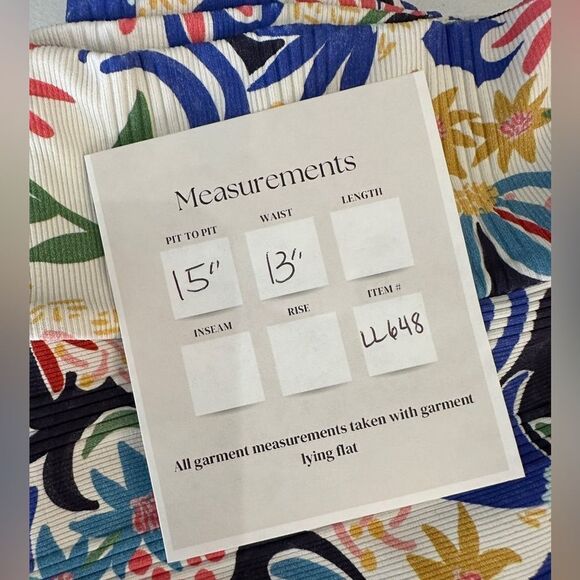 Measurements
PIT TO PIT WAIST LENGTH
15" 13"
INSEAM RISE ITEM #
LL648
All garment measurements taken with garment
lying flat